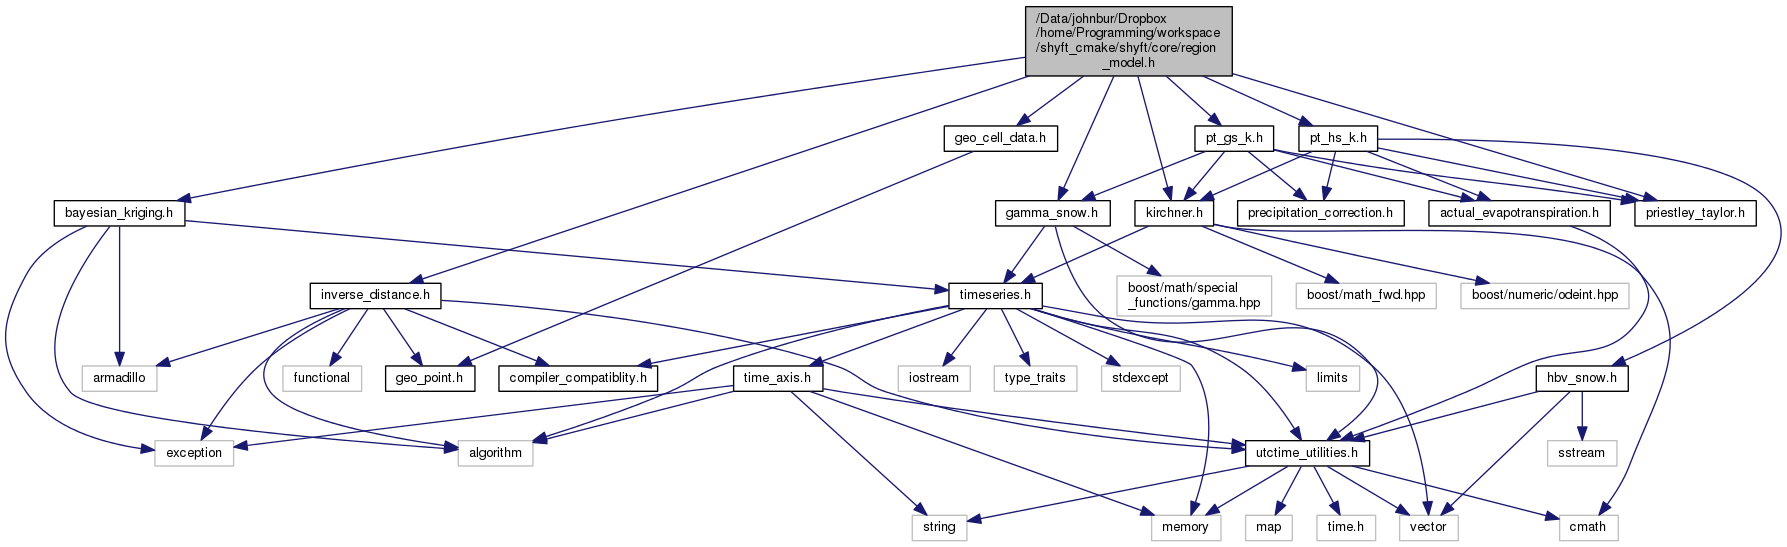 /Data/johnbur/Dropbox
/home/Programming/workspace
/shyft_cmake/shyft/core/region
_model.h
geo_cell_data.h
pt_gs_k.h
pt_hs_k.h
bayesian_kriging.h
gamma_snow.h
kirchner.h
precipitation_correction.h
actual_evapotranspiration.h
priestley_taylor.h
inverse_distance.h
timeseries.h
boost/math/special
_functions/gamma.hpp
boost/math_fwd.hpp
boost/numeric/odeint.hpp
armadillo
functional
geo_point.h
compiler_compatiblity.h
time_axis.h
iostream
type_traits
stdexcept
limits
hbv_snow.h
exception
algorithm
utctime_utilities.h
sstream
string
memory
map
time.h
vector
cmath